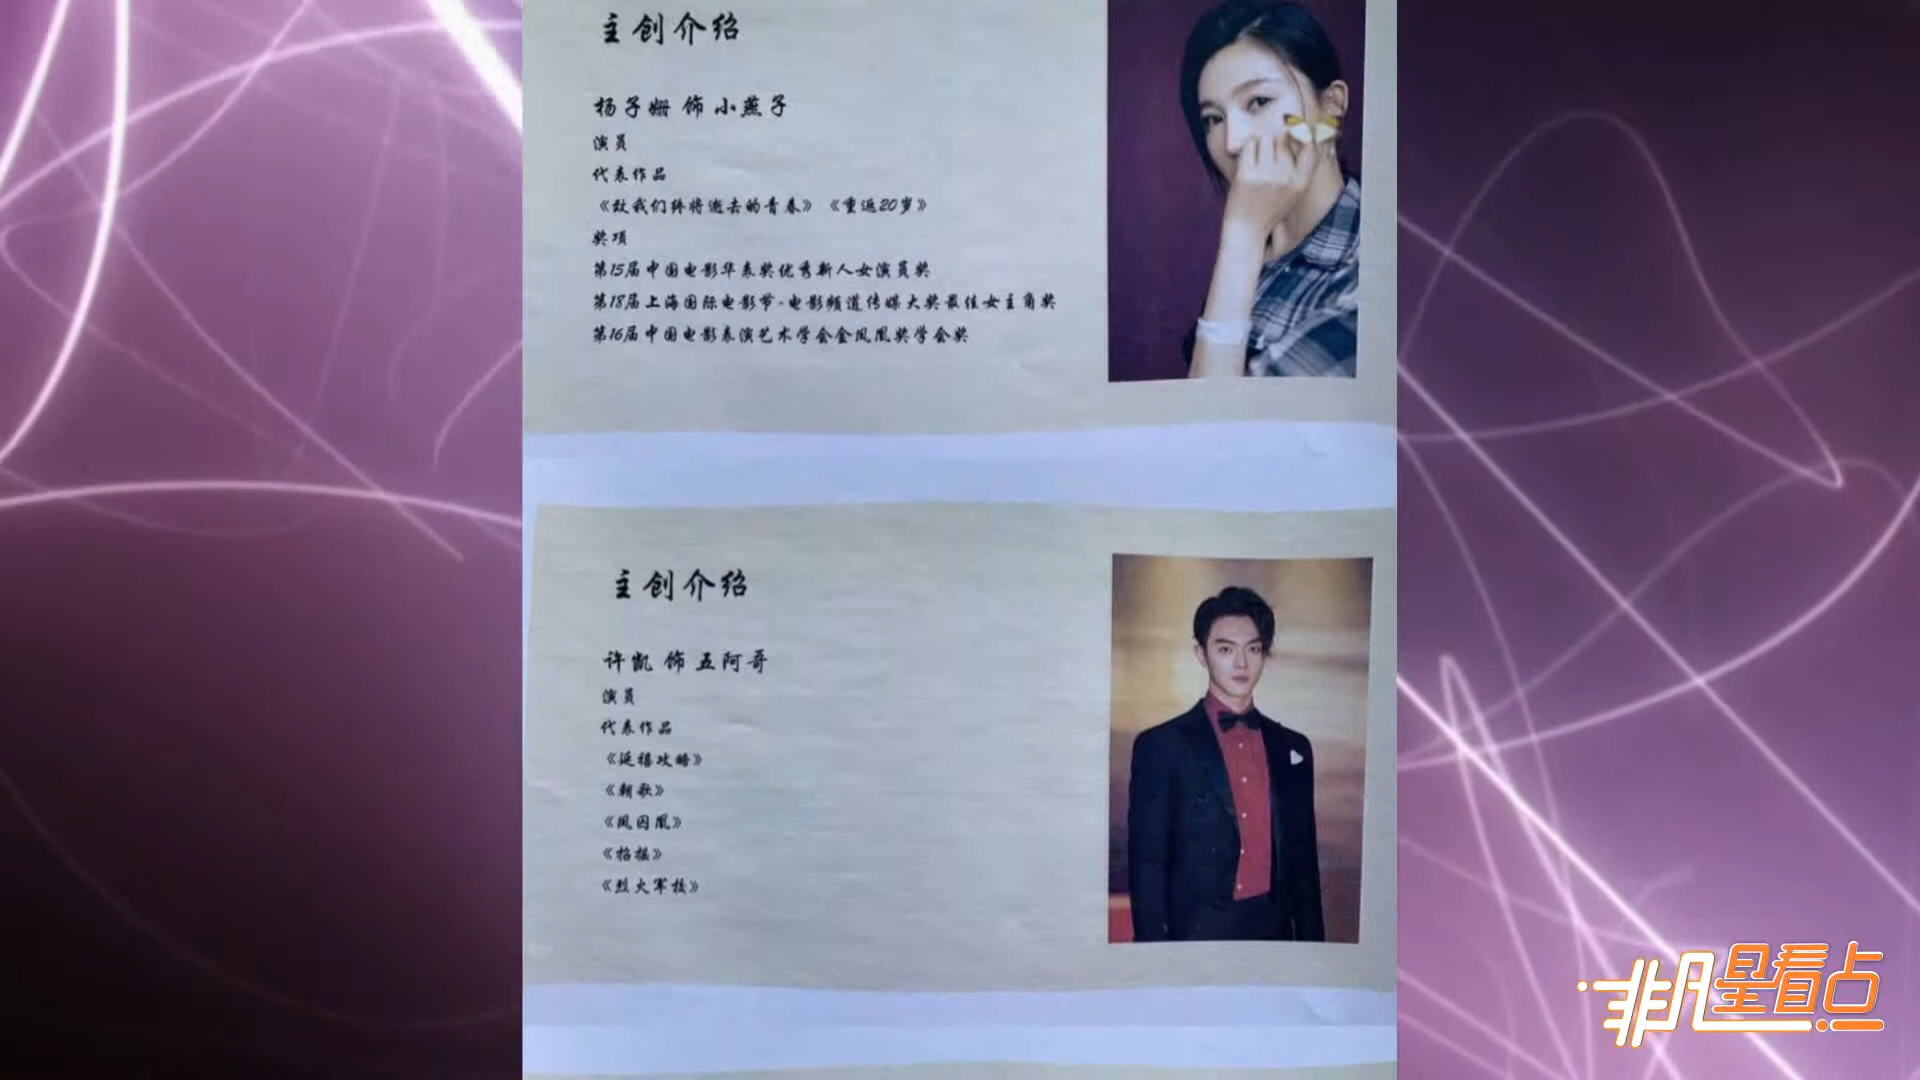 主创介绍
杨子姗 饰 小燕子
演员
代表作品
《致我们终将逝去的青春》《重返20岁》
奖项
第15届中国电影华表奖优秀新人女演员奖
第18届上海国际电影节-电影频道传媒大奖最佳女主角奖
第16届中国电影表演艺术学会金凤凰奖学会奖
主创介绍
许凯 饰 五阿哥
演员
代表作品
《延禧攻略》
《朝歌》
《凤囚凰》
《招摇》
《烈火军校》
非凡星看点